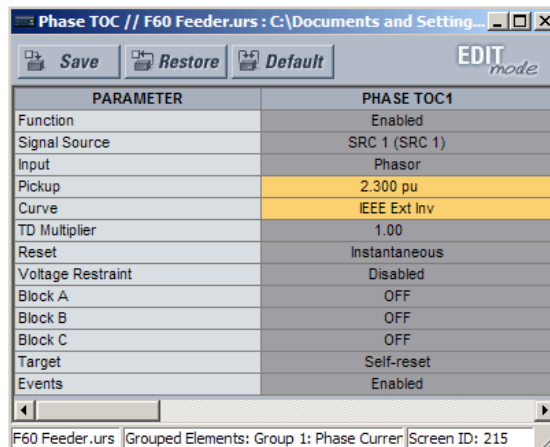 Phase TOC // F60 Feeder.urs : C:\Documents and Setting...
Save Restore Default EDIT mode
PARAMETER PHASE TOC1
Function Enabled
Signal Source SRC 1 (SRC 1)
Input Phasor
Pickup 2.300 pu
Curve IEEE Ext Inv
TD Multiplier 1.00
Reset Instantaneous
Voltage Restraint Disabled
Block A OFF
Block B OFF
Block C OFF
Target Self-reset
Events Enabled
F60 Feeder.urs Grouped Elements: Group 1: Phase Currer Screen ID: 215